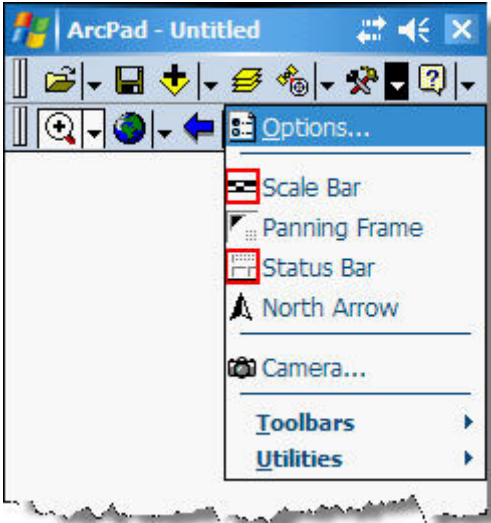 ArcPad - Untitled
Options...
Scale Bar
Panning Frame
Status Bar
North Arrow
Camera...
Toolbars
Utilities